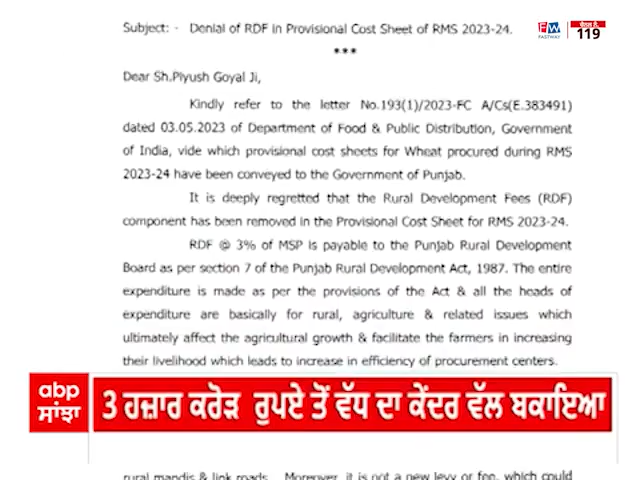 Subject: - Denial of RDF in Provisional Cost Sheet of RMS 2023-24.
FW
FASTWAY
ਚੈਨਲ ਨੰ.
119
***
Dear Sh.Piyush Goyal Ji,
Kindly refer to the letter No.193(1)/2023-FC A/Cs(E.383491)
dated 03.05.2023 of Department of Food & Public Distribution, Government
of India, vide which provisional cost sheets for Wheat procured during RMS
2023-24 have been conveyed to the Government of Punjab.
It is deeply regretted that the Rural Development Fees (RDF)
component has been removed in the Provisional Cost Sheet for RMS 2023-24.
RDF @ 3% of MSP is payable to the Punjab Rural Development
Board as per section 7 of the Punjab Rural Development Act, 1987. The entire
expenditure is made as per the provisions of the Act & all the heads of
expenditure are basically for rural, agriculture & related issues which
ultimately affect the agricultural growth & facilitate the farmers in increasing
their livelihood which leads to increase in efficiency of procurement centers.
abp
ਸਾਂਝਾ
3 ਹਜ਼ਾਰ ਕਰੋੜ ਰੁਪਏ ਤੋਂ ਵੱਧ ਦਾ ਕੇਂਦਰ ਵੱਲ ਬਕਾਇਆ
rural mandis & link roads. Moreover, it is not a new levy or fee, which could